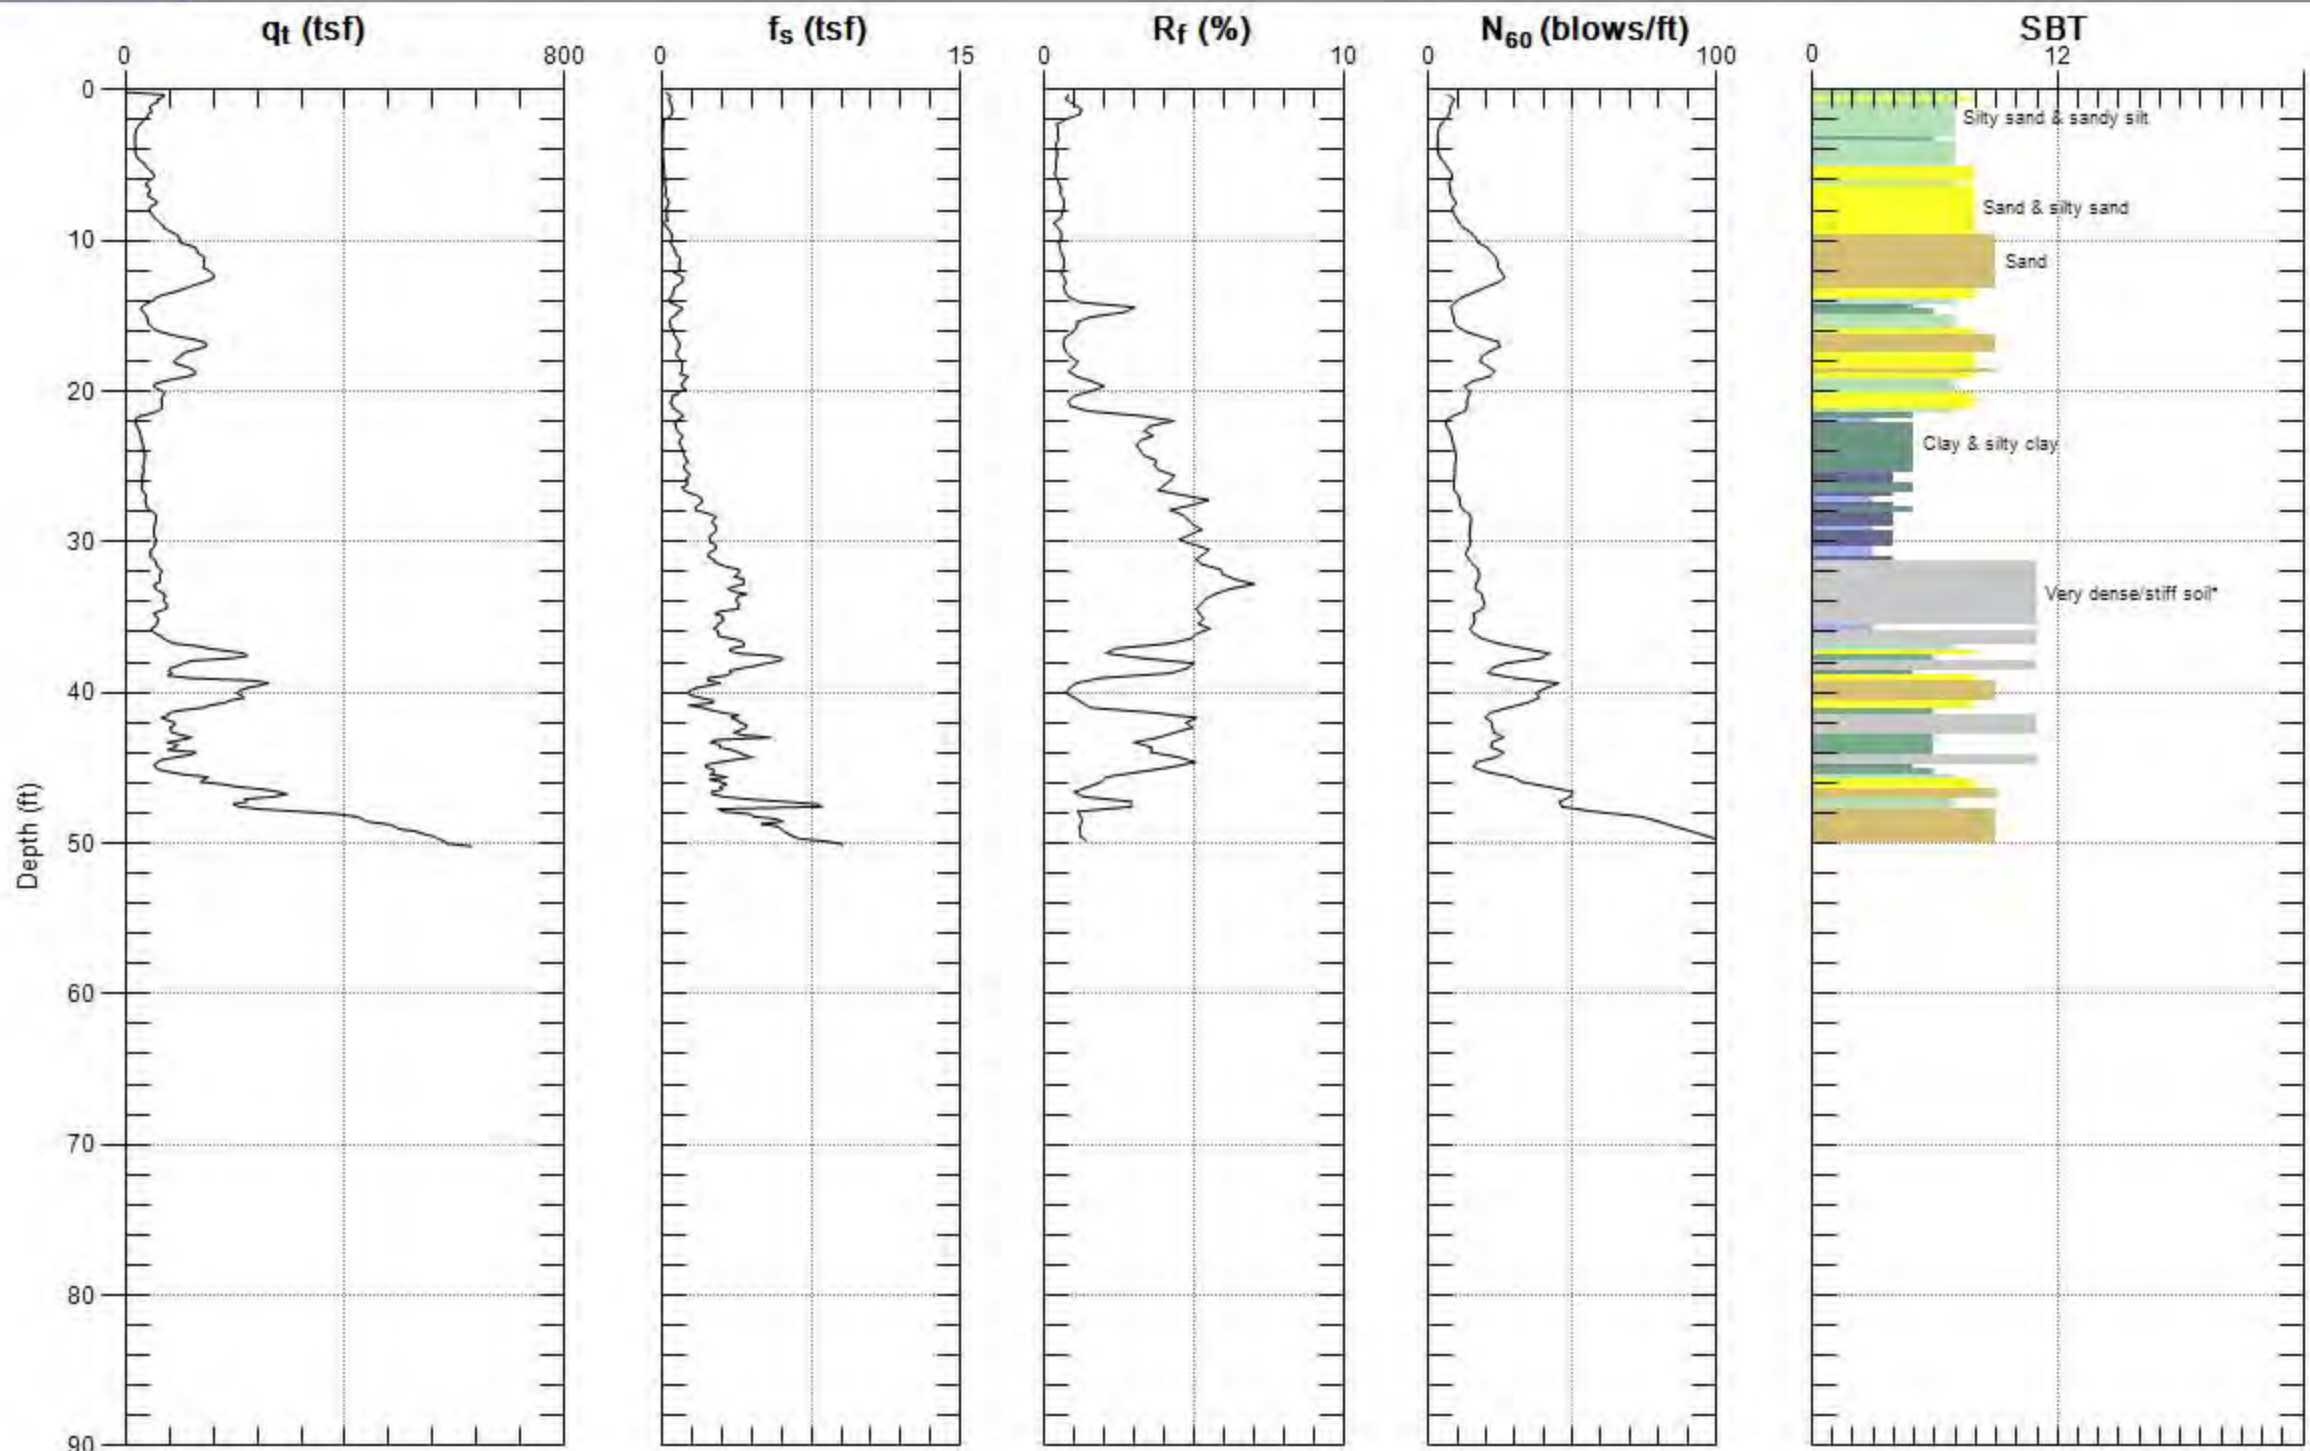 qt (tsf) fs (tsf) Rf (%) N60 (blows/ft) SBT
0 800 0 15 0 10 0 100 0 12
0
Silty sand & sandy silt
Sand & silty sand
10
Sand
20
Clay & silty clay
30
Very dense/stiff soil*
40
50
Depth (ft)
60
70
80
90